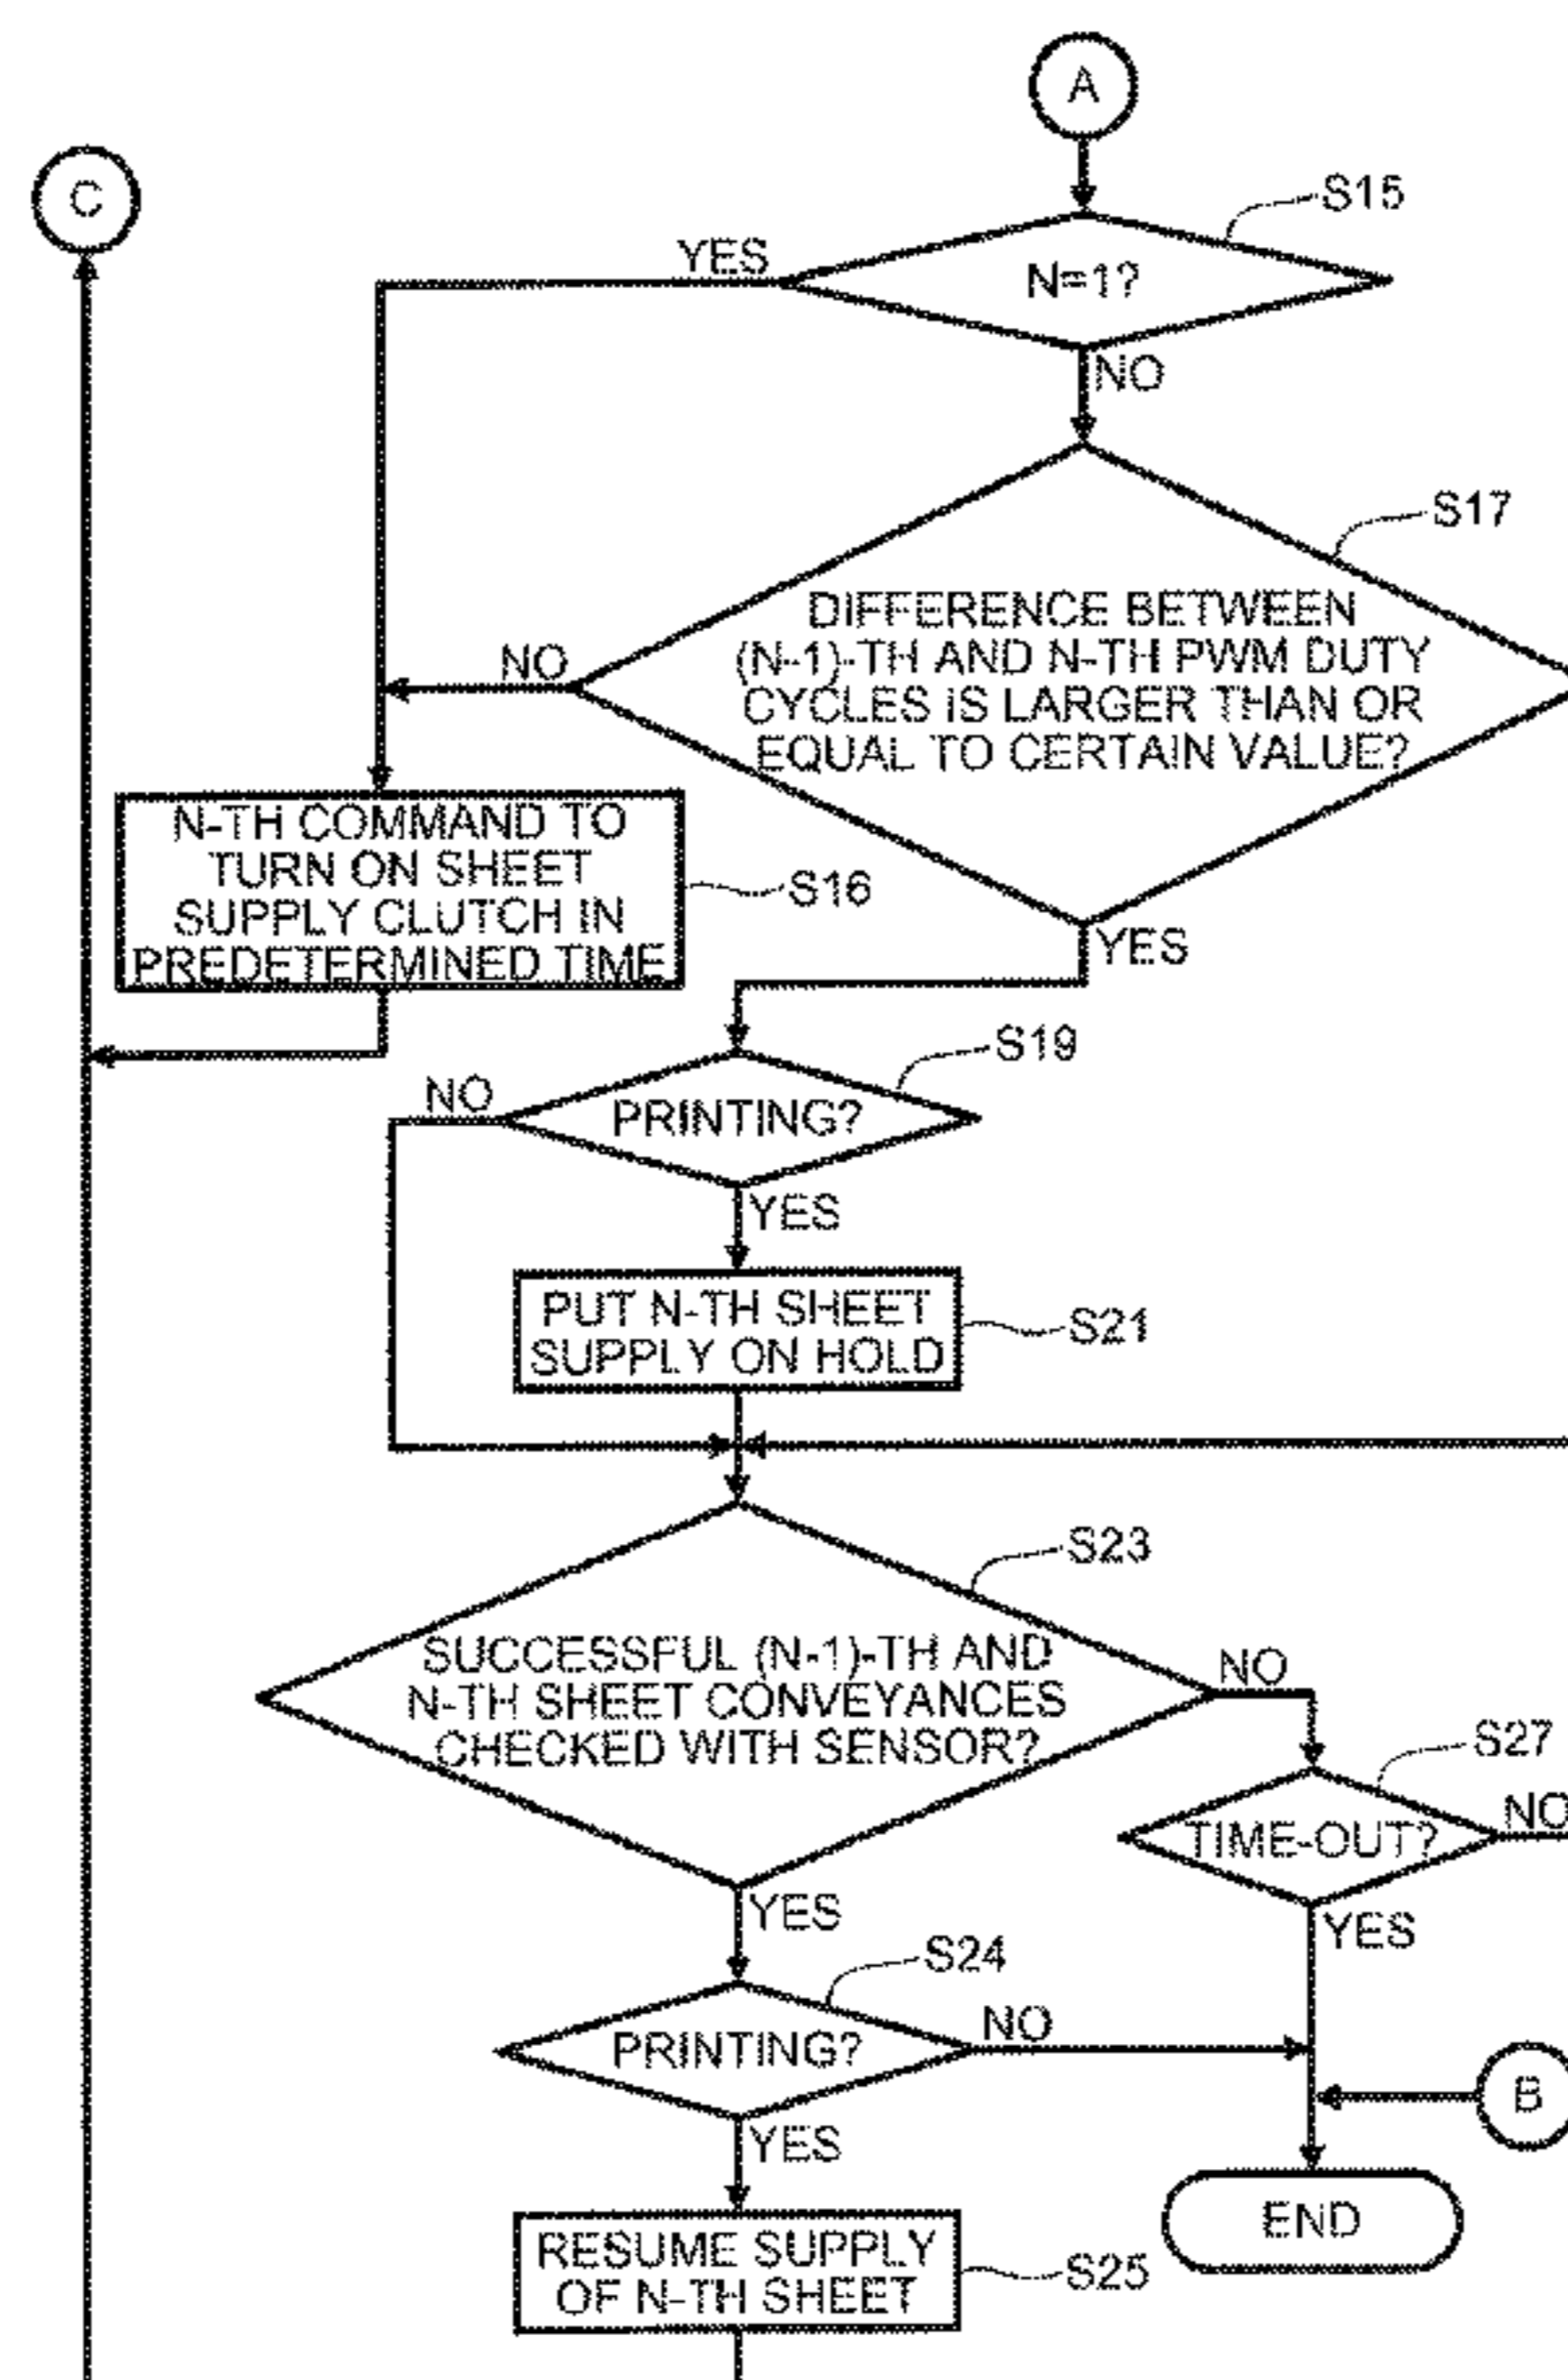 A
C
S15
YES
N=1?
NO
S17
DIFFERENCE BETWEEN
(N-1)-TH AND N-TH PWM DUTY
CYCLES IS LARGER THAN OR
EQUAL TO CERTAIN VALUE?
NO
N-TH COMMAND TO
TURN ON SHEET
SUPPLY CLUTCH IN
PREDETERMINED TIME
S16
YES
S19
NO
PRINTING?
YES
PUT N-TH SHEET
SUPPLY ON HOLD
S21
S23
SUCCESSFUL (N-1)-TH AND
N-TH SHEET CONVEYANCES
CHECKED WITH SENSOR?
NO
S27
TIME-OUT?
NO
YES
YES
S24
PRINTING?
NO
B
YES
END
RESUME SUPPLY
OF N-TH SHEET
S25